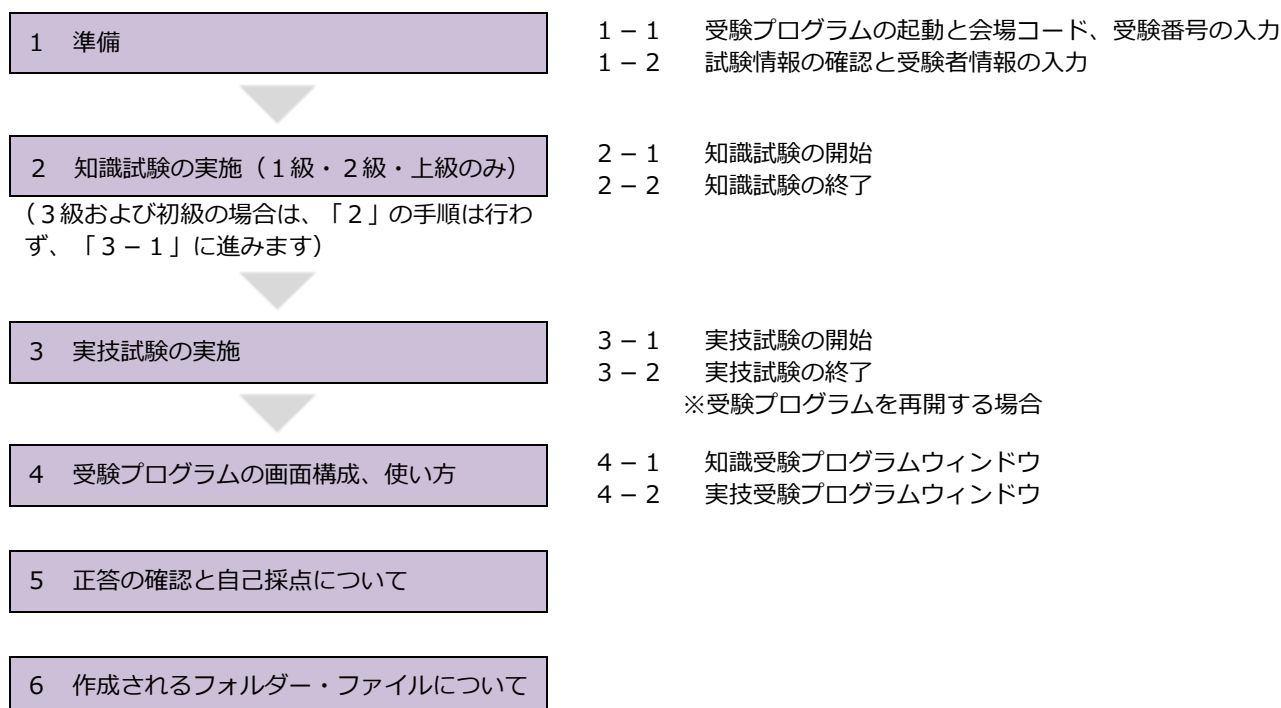 1 準備
1－1 受験プログラムの起動と会場コード、受験番号の入力
1－2 試験情報の確認と受験者情報の入力
2 知識試験の実施（1級・2級・上級のみ）
2－1 知識試験の開始
2－2 知識試験の終了
（3級および初級の場合は、「2」の手順は行わ
ず、「3－1」に進みます）
3 実技試験の実施
3－1 実技試験の開始
3－2 実技試験の終了
※受験プログラムを再開する場合
4 受験プログラムの画面構成、使い方
4－1 知識受験プログラムウィンドウ
4－2 実技受験プログラムウィンドウ
5 正答の確認と自己採点について
6 作成されるフォルダー・ファイルについて